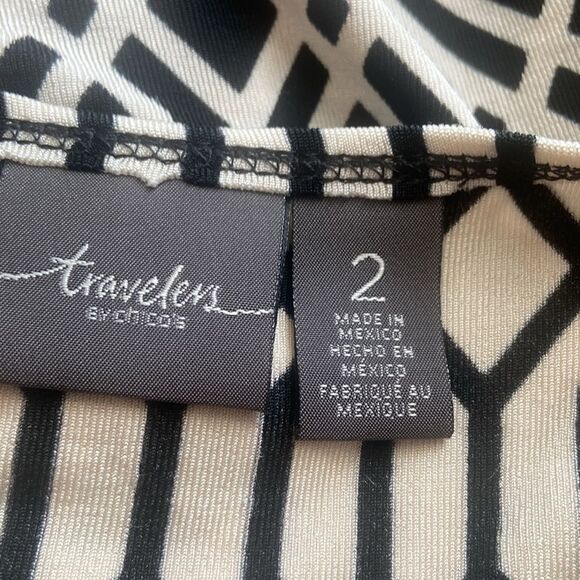 travelers
BY chico's
2
MADE IN
MEXICO
HECHO EN
MÉXICO
FABRIQUÉ AU
MEXIQUE